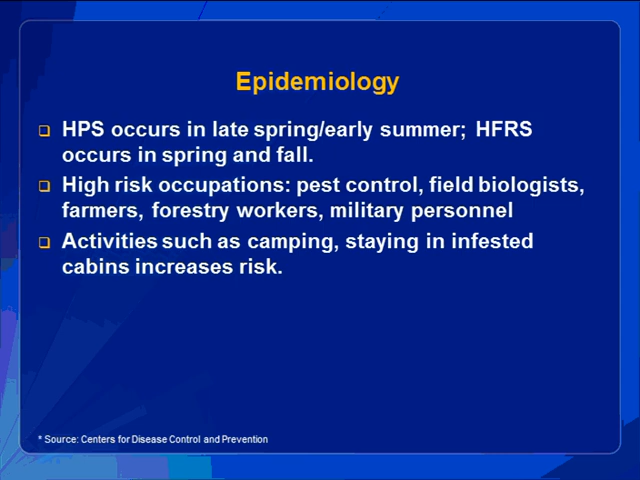 Epidemiology
HPS occurs in late spring/early summer; HFRS
occurs in spring and fall.
High risk occupations: pest control, field biologists,
farmers, forestry workers, military personnel
Activities such as camping, staying in infested
cabins increases risk.
* Source: Centers for Disease Control and Prevention